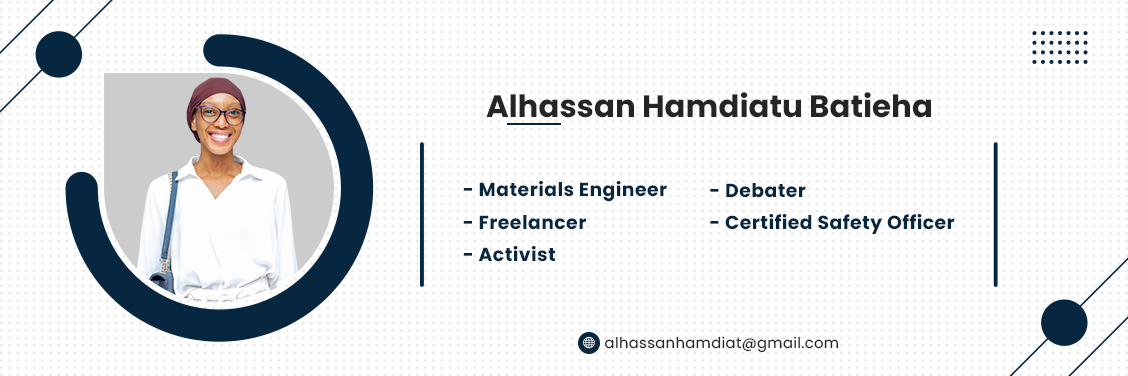 Alhassan Hamdiatu Batieha
- Materials Engineer
- Freelancer
- Activist
- Debater
- Certified Safety Officer
alhassanhamdiat@gmail.com